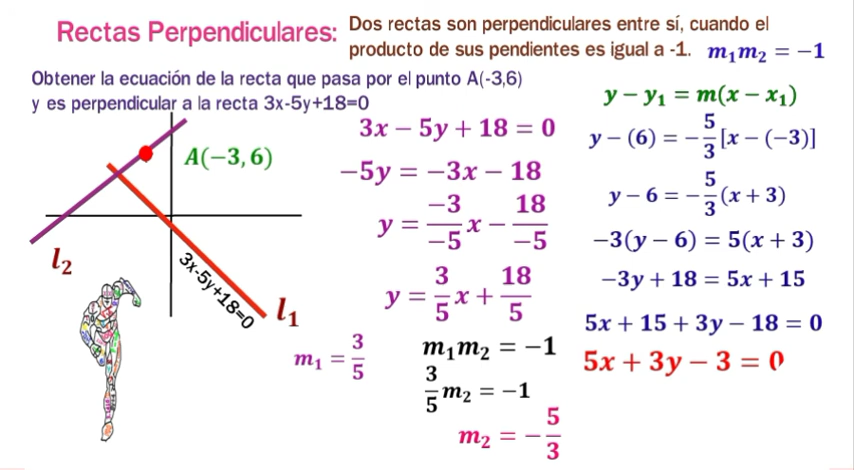 Rectas Perpendiculares:
Dos rectas son perpendiculares entre sí, cuando el
producto de sus pendientes es igual a -1. m₁m₂ = −1
Obtener la ecuación de la recta que pasa por el punto A(-3,6)
y es perpendicular a la recta 3x-5y+18=0
A(−3, 6)
l₂
3x-5y+18=0
l₁
m₁ = 3/5
3x − 5y + 18 = 0
−5y = −3x − 18
y = −3/−5 x − 18/−5
y = 3/5 x + 18/5
m₁m₂ = −1
3/5 m₂ = −1
m₂ = −5/3
y − y₁ = m(x − x₁)
y − (6) = −5/3 [x − (−3)]
y − 6 = −5/3 (x + 3)
−3(y − 6) = 5(x + 3)
−3y + 18 = 5x + 15
5x + 15 + 3y − 18 = 0
5x + 3y − 3 = 0